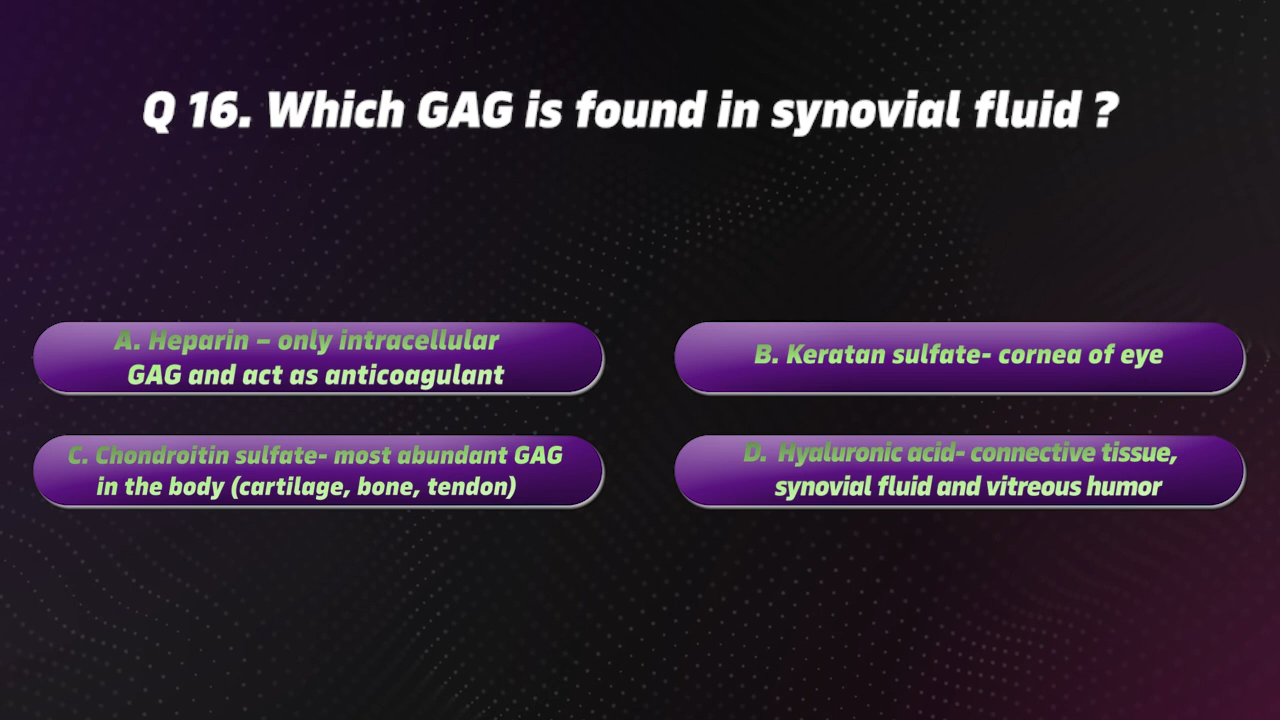 Q 16. Which GAG is found in synovial fluid ?
A. Heparin – only intracellular
GAG and act as anticoagulant
B. Keratan sulfate- cornea of eye
C. Chondroitin sulfate- most abundant GAG
in the body (cartilage, bone, tendon)
D. Hyaluronic acid- connective tissue,
synovial fluid and vitreous humor